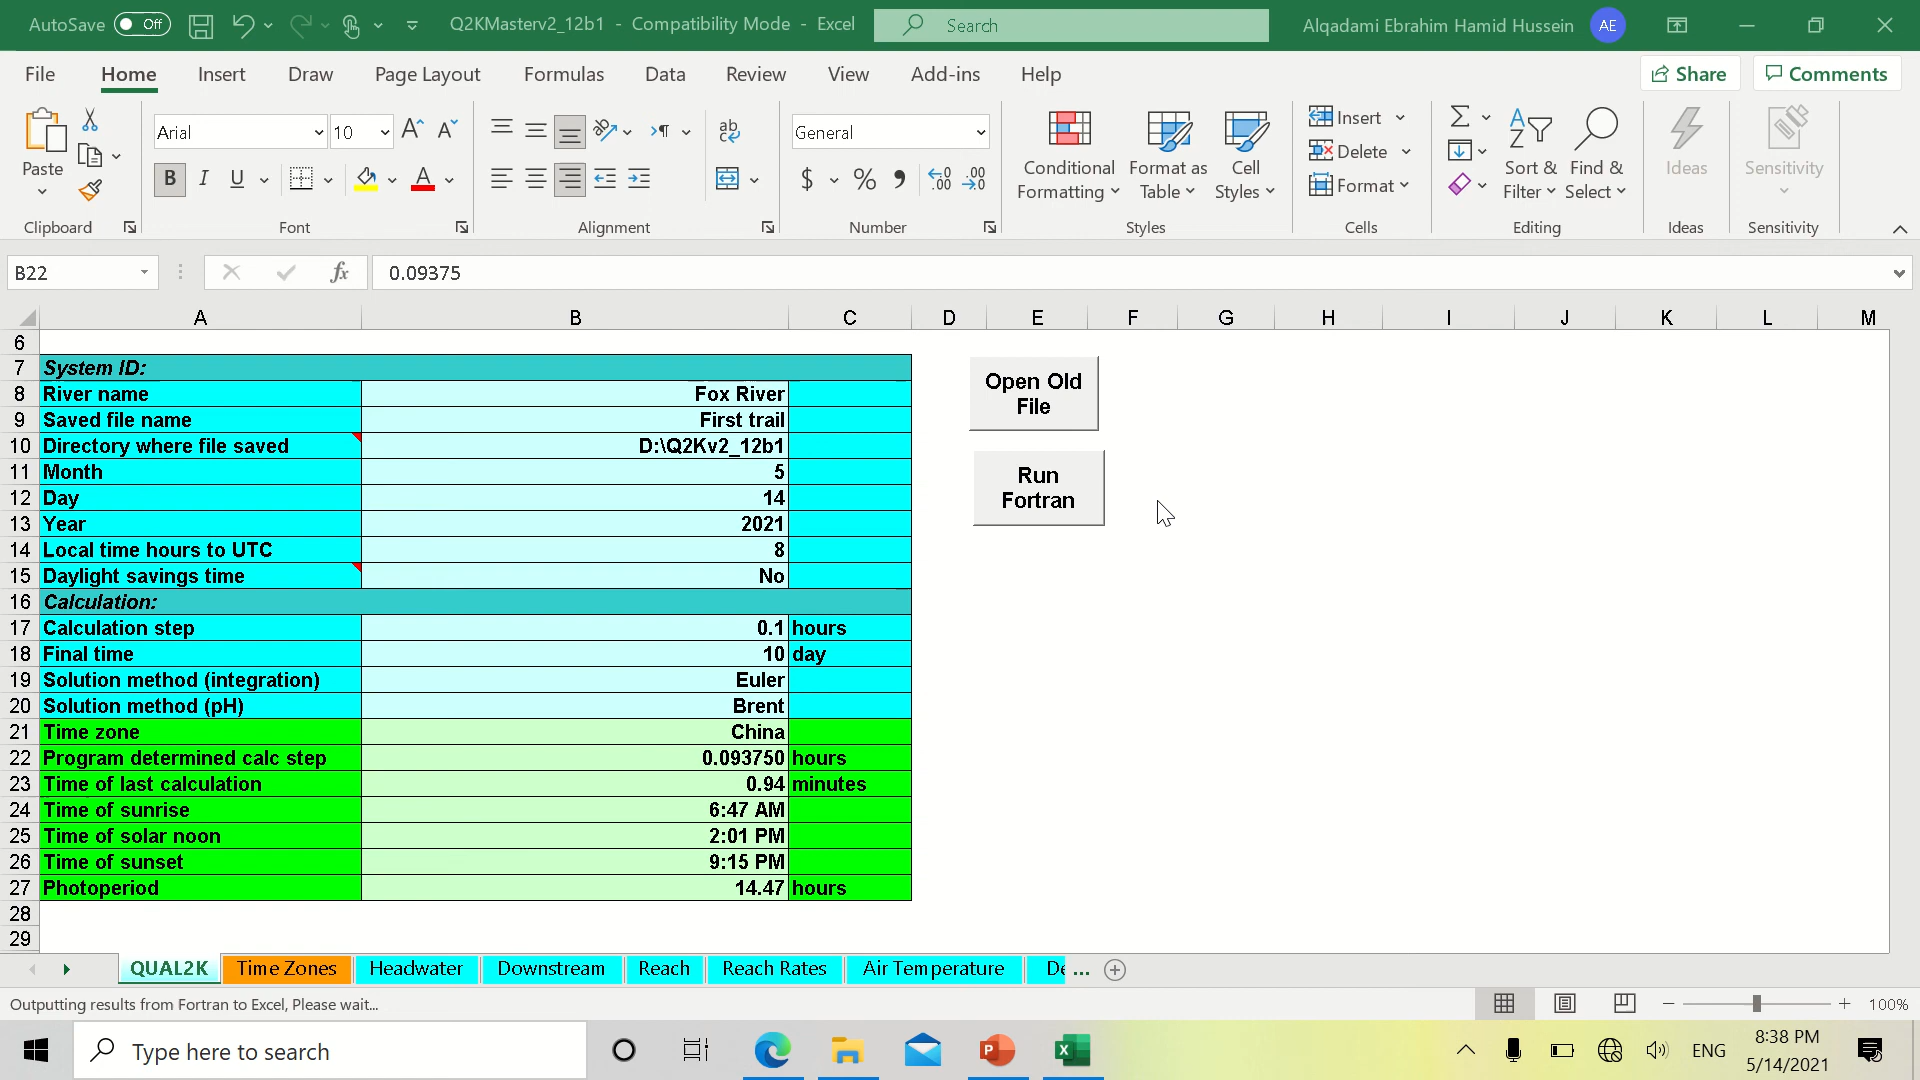 AutoSave Off Q2KMasterv2_12b1 - Compatibility Mode - Excel Search Alqadami Ebrahim Hamid Hussein AE
File Home Insert Draw Page Layout Formulas Data Review View Add-ins Help Share Comments
Paste
Clipboard
Arial 10
B I U A
Font
ab
Alignment
General
$ % 9 .00 .00
Number
Conditional Formatting
Format as Table
Cell Styles
Styles
Insert
Delete
Format
Cells
Sort & Filter
Find & Select
Editing
Ideas
Ideas
Sensitivity
Sensitivity
B22 fx 0.09375
A B C D E F G H I J K L M
6
7 System ID:
8 River name Fox River
9 Saved file name First trail
10 Directory where file saved D:\Q2Kv2_12b1
11 Month 5
12 Day 14
13 Year 2021
14 Local time hours to UTC 8
15 Daylight savings time No
16 Calculation:
17 Calculation step 0.1 hours
18 Final time 10 day
19 Solution method (integration) Euler
20 Solution method (pH) Brent
21 Time zone China
22 Program determined calc step 0.093750 hours
23 Time of last calculation 0.94 minutes
24 Time of sunrise 6:47 AM
25 Time of solar noon 2:01 PM
26 Time of sunset 9:15 PM
27 Photoperiod 14.47 hours
28
29
Open Old File
Run Fortran
QUAL2K Time Zones Headwater Downstream Reach Reach Rates Air Temperature De ...
Outputting results from Fortran to Excel, Please wait... 100%
Type here to search ENG 8:38 PM
5/14/2021